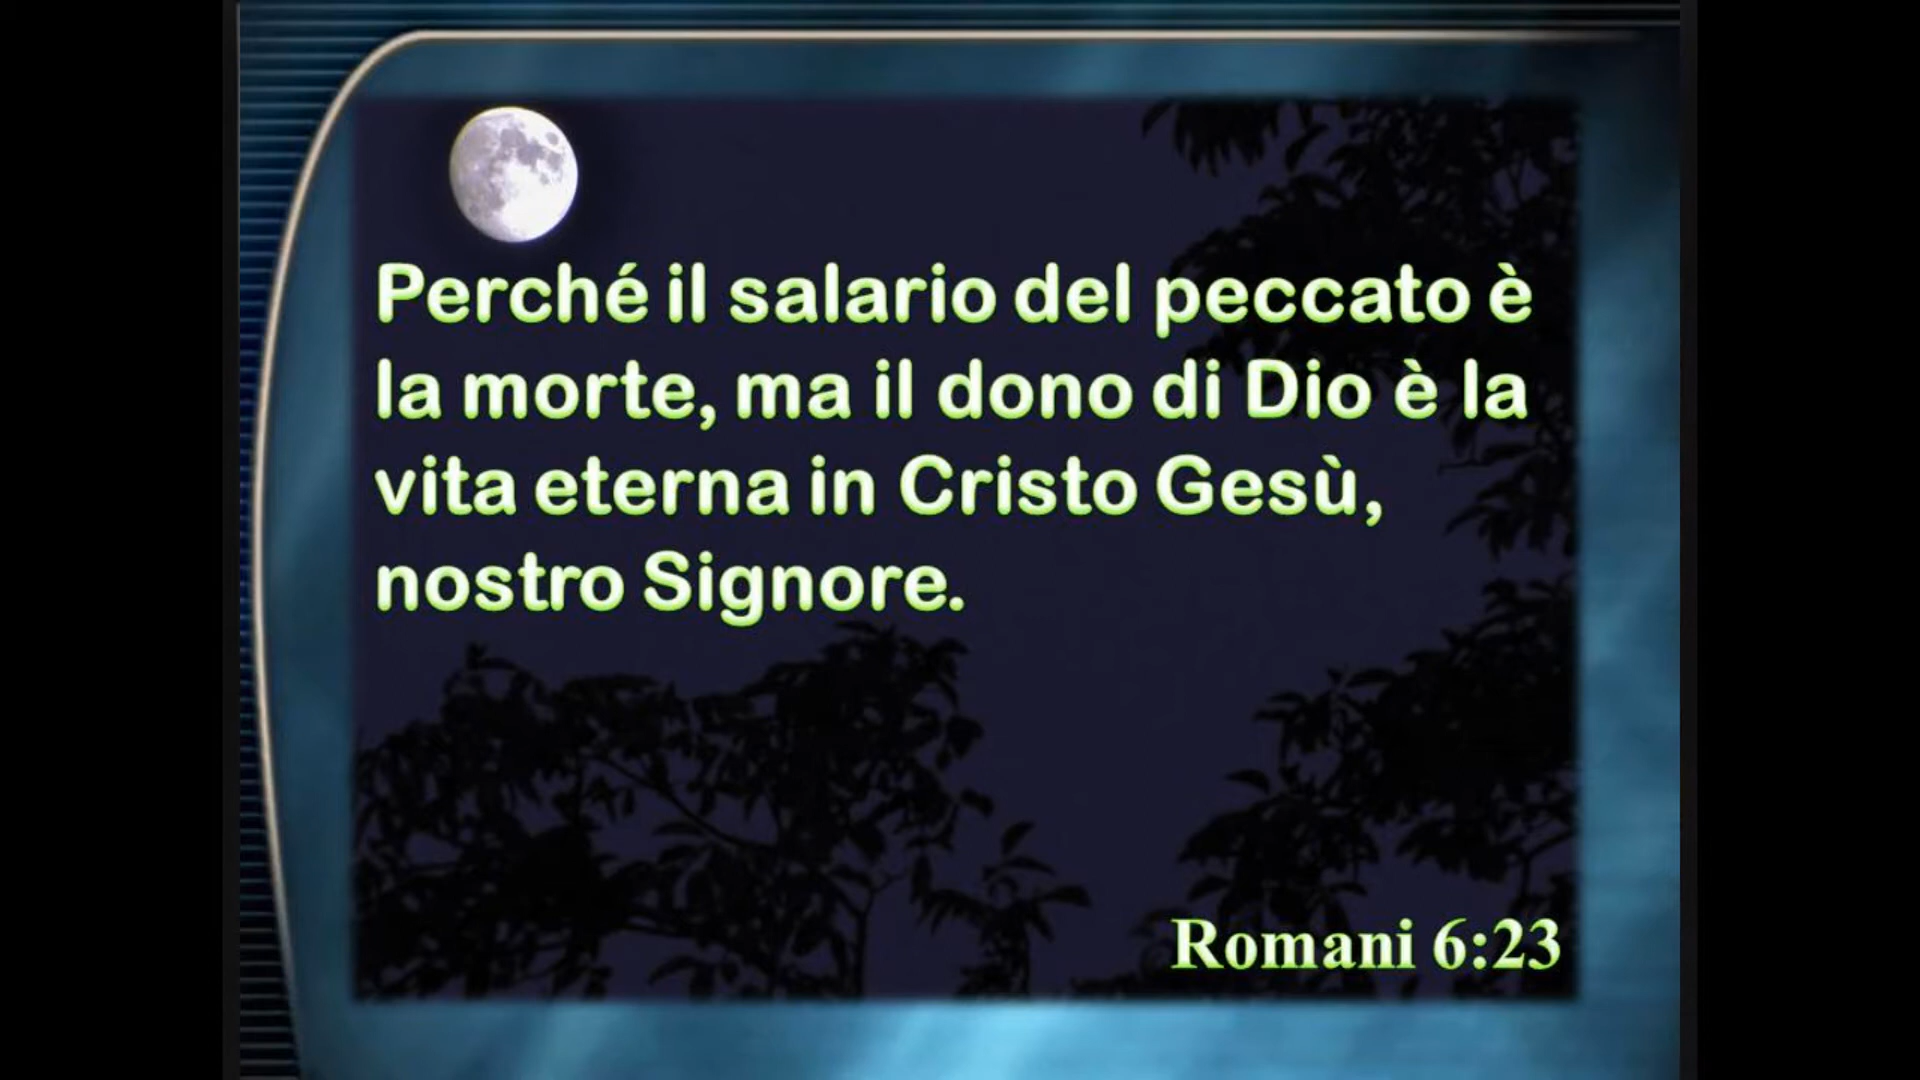 Perché il salario del peccato è
la morte, ma il dono di Dio è la
vita eterna in Cristo Gesù,
nostro Signore.
Romani 6:23